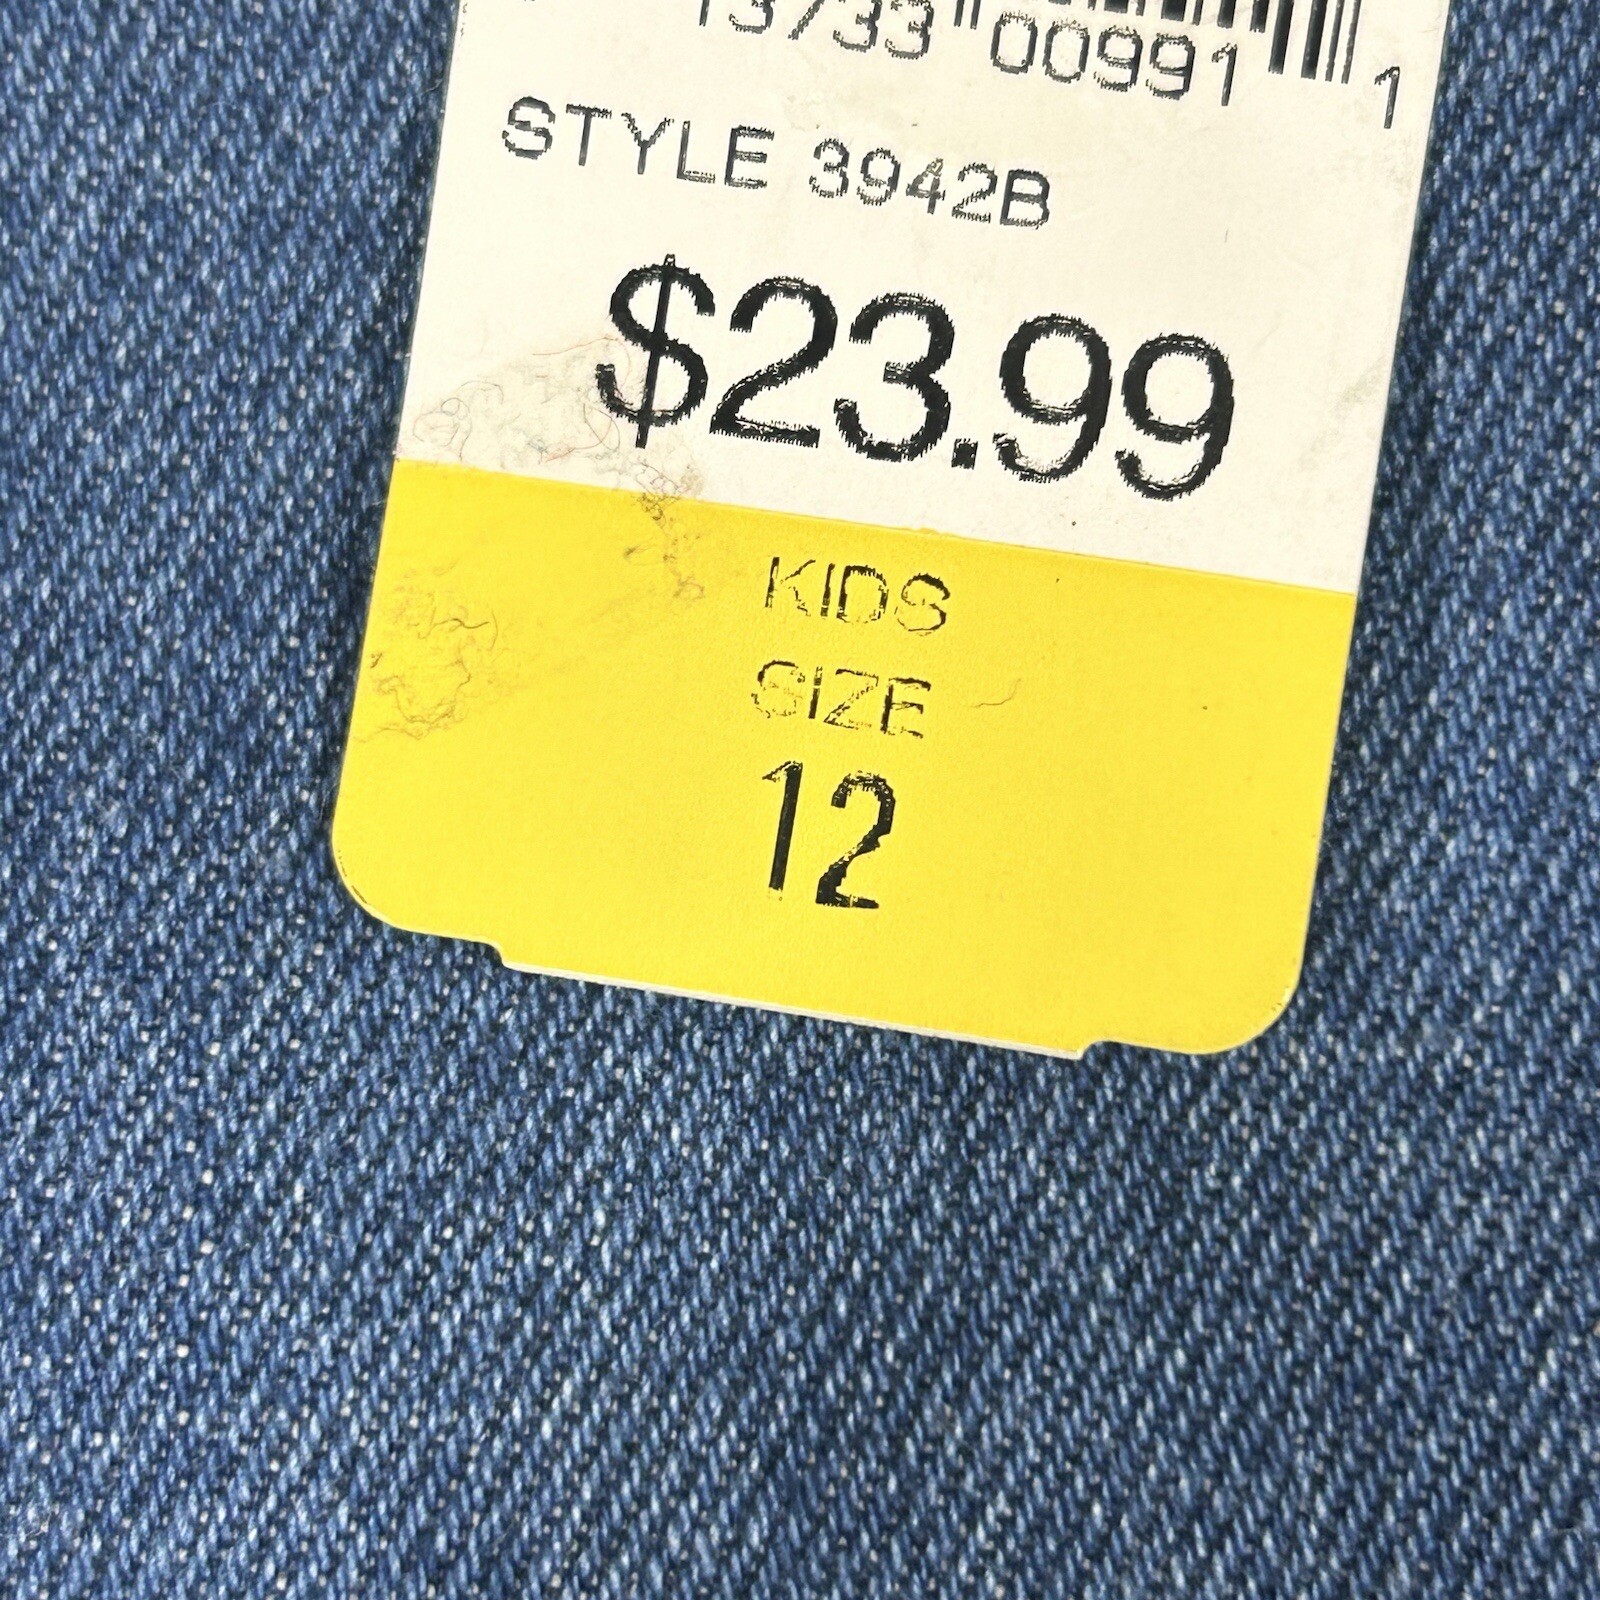 13733 00991 1
STYLE 3942B
$23.99
KIDS
SIZE
12